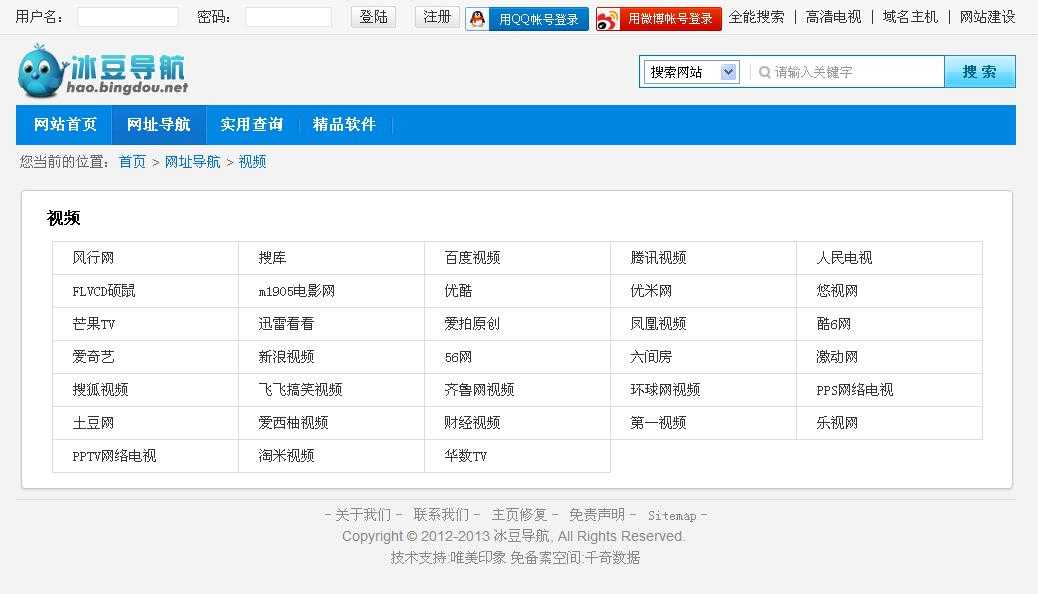 用户名： 密码： 登陆 注册 用QQ帐号登录 用微博帐号登录 全能搜索 | 高清电视 | 域名主机 | 网站建设
冰豆导航
hao.bingdou.net
搜索网站 请输入关键字 搜 索
网站首页 网址导航 实用查询 精品软件
您当前的位置： 首页 > 网址导航 > 视频
视频
风行网 搜库 百度视频 腾讯视频 人民电视
FLVCD硕鼠 m1905电影网 优酷 优米网 悠视网
芒果TV 迅雷看看 爱拍原创 凤凰视频 酷6网
爱奇艺 新浪视频 56网 六间房 激动网
搜狐视频 飞飞搞笑视频 齐鲁网视频 环球网视频 PPS网络电视
土豆网 爱西柚视频 财经视频 第一视频 乐视网
PPTV网络电视 淘米视频 华数TV
- 关于我们 - 联系我们 - 主页修复 - 免责声明 - Sitemap -
Copyright © 2012-2013 冰豆导航, All Rights Reserved.
技术支持:唯美印象 免备案空间:千奇数据